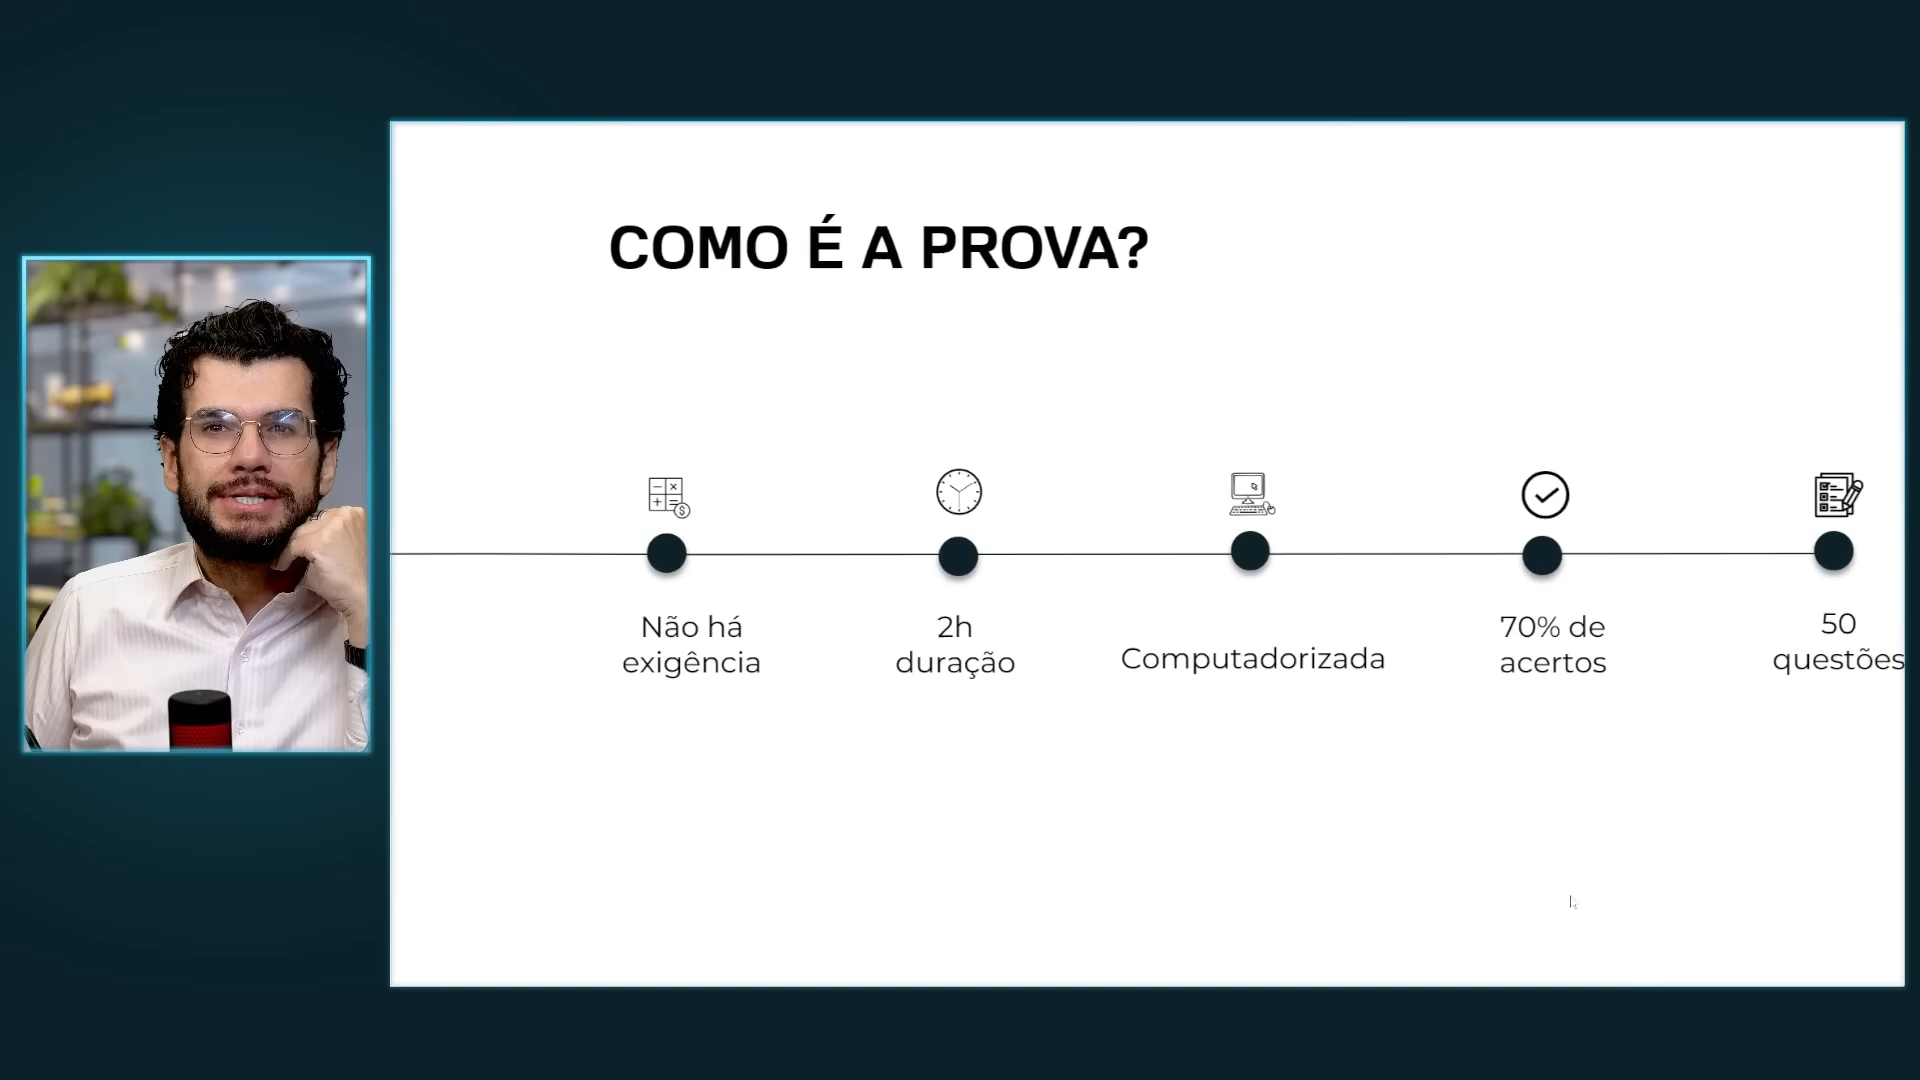 COMO É A PROVA?
Não há
exigência
2h
duração
Computadorizada
70% de
acertos
50
questões